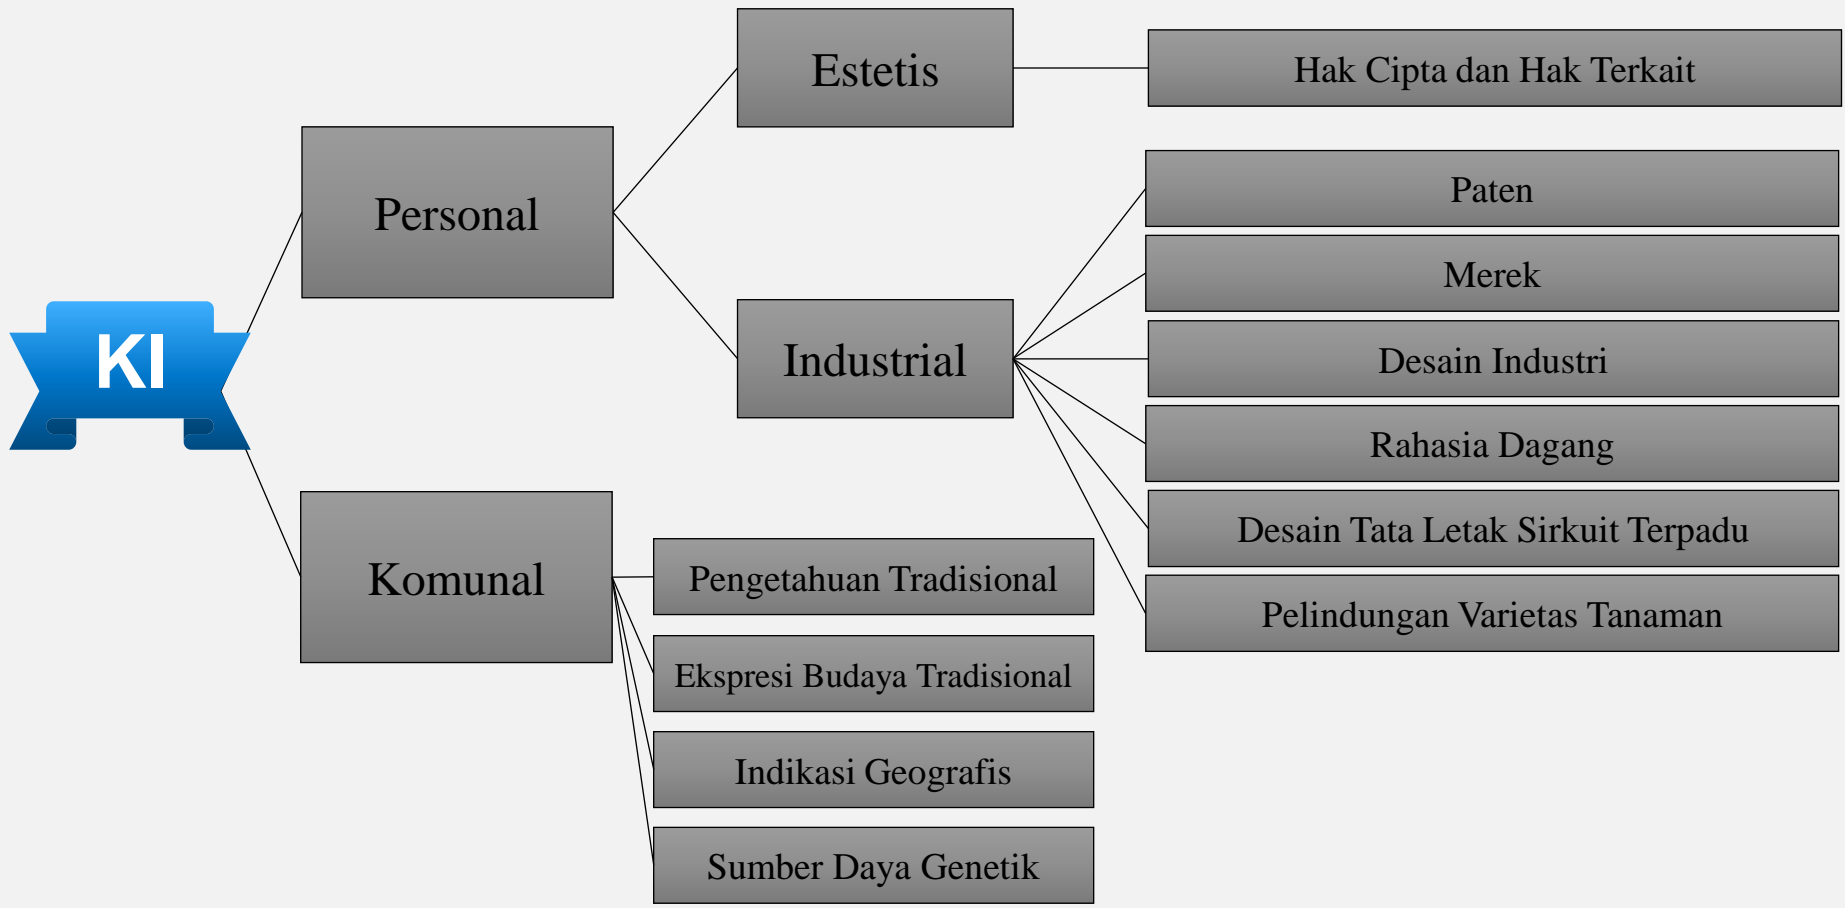 KI
Personal
Estetis
Hak Cipta dan Hak Terkait
Industrial
Paten
Merek
Desain Industri
Rahasia Dagang
Desain Tata Letak Sirkuit Terpadu
Pelindungan Varietas Tanaman
Komunal
Pengetahuan Tradisional
Ekspresi Budaya Tradisional
Indikasi Geografis
Sumber Daya Genetik